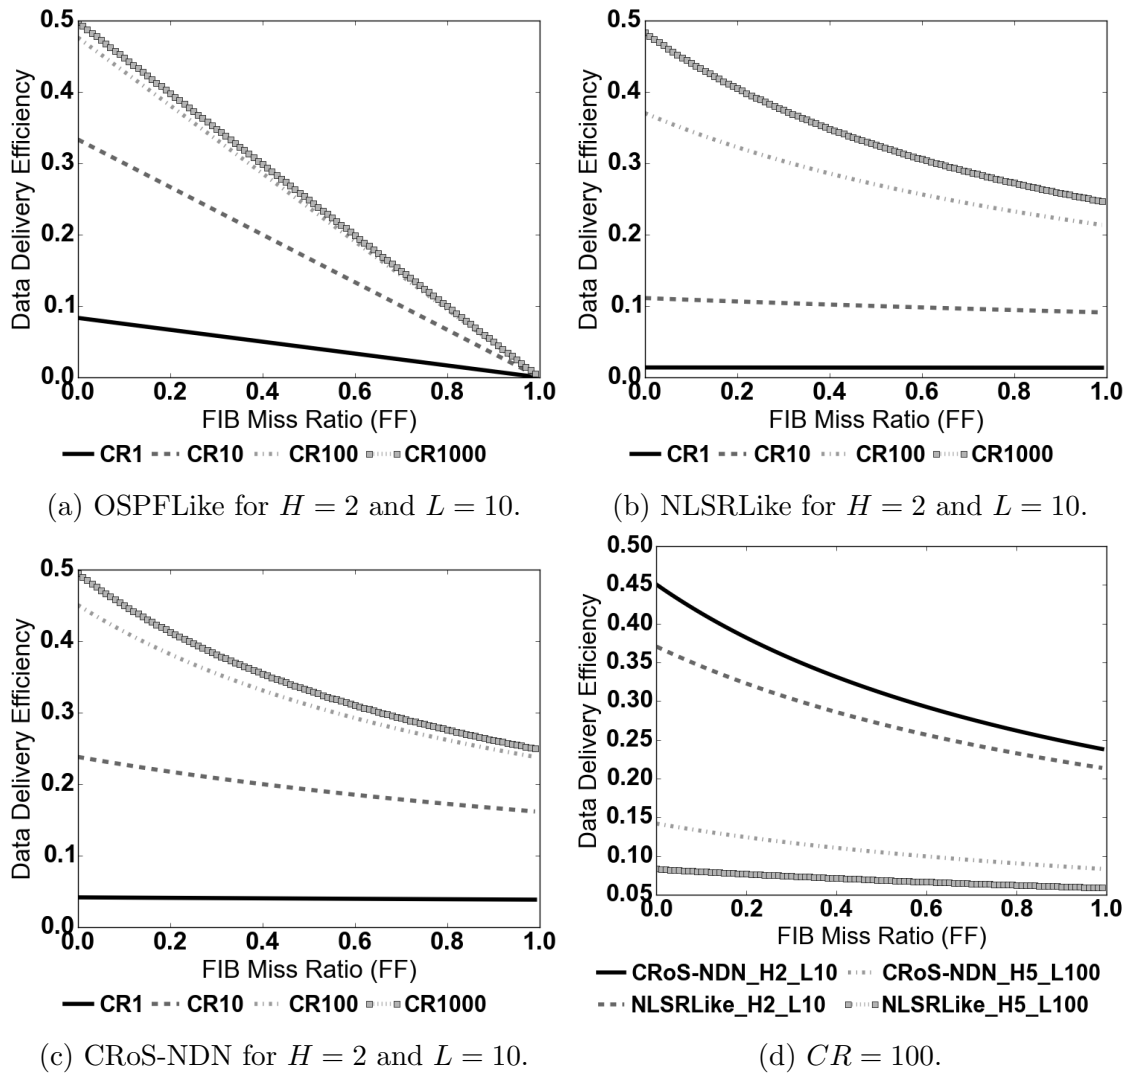 0.5
0.4
0.3
0.2
0.1
0.0
Data Delivery Efficiency
0.0 0.2 0.4 0.6 0.8 1.0
FIB Miss Ratio (FF)
CR1 CR10 CR100 CR1000
(a) OSPFLike for H = 2 and L = 10.
0.5
0.4
0.3
0.2
0.1
0.0
Data Delivery Efficiency
0.0 0.2 0.4 0.6 0.8 1.0
FIB Miss Ratio (FF)
CR1 CR10 CR100 CR1000
(b) NLSRLike for H = 2 and L = 10.
0.5
0.4
0.3
0.2
0.1
0.0
Data Delivery Efficiency
0.0 0.2 0.4 0.6 0.8 1.0
FIB Miss Ratio (FF)
CR1 CR10 CR100 CR1000
(c) CRoS-NDN for H = 2 and L = 10.
0.50
0.45
0.40
0.35
0.30
0.25
0.20
0.15
0.10
0.05
Data Delivery Efficiency
0.0 0.2 0.4 0.6 0.8 1.0
FIB Miss Ratio (FF)
CRoS-NDN_H2_L10 CRoS-NDN_H5_L100
NLSRLike_H2_L10 NLSRLike_H5_L100
(d) CR = 100.